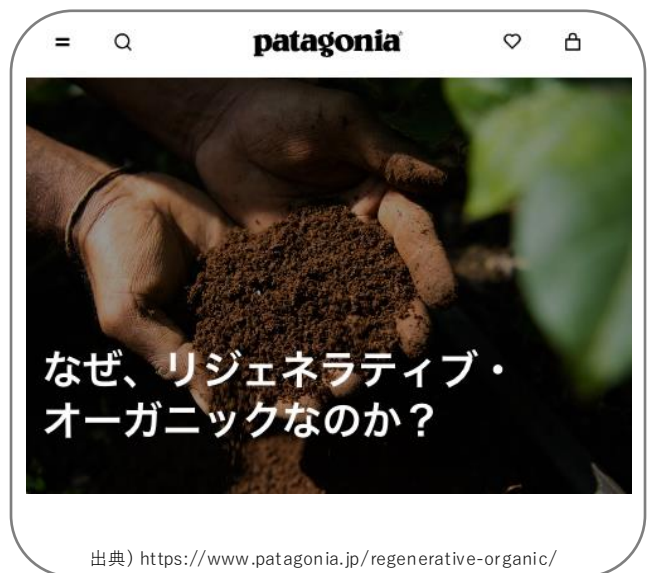 patagonia
なぜ、リジェネラティブ・
オーガニックなのか？
出典) https://www.patagonia.jp/regenerative-organic/